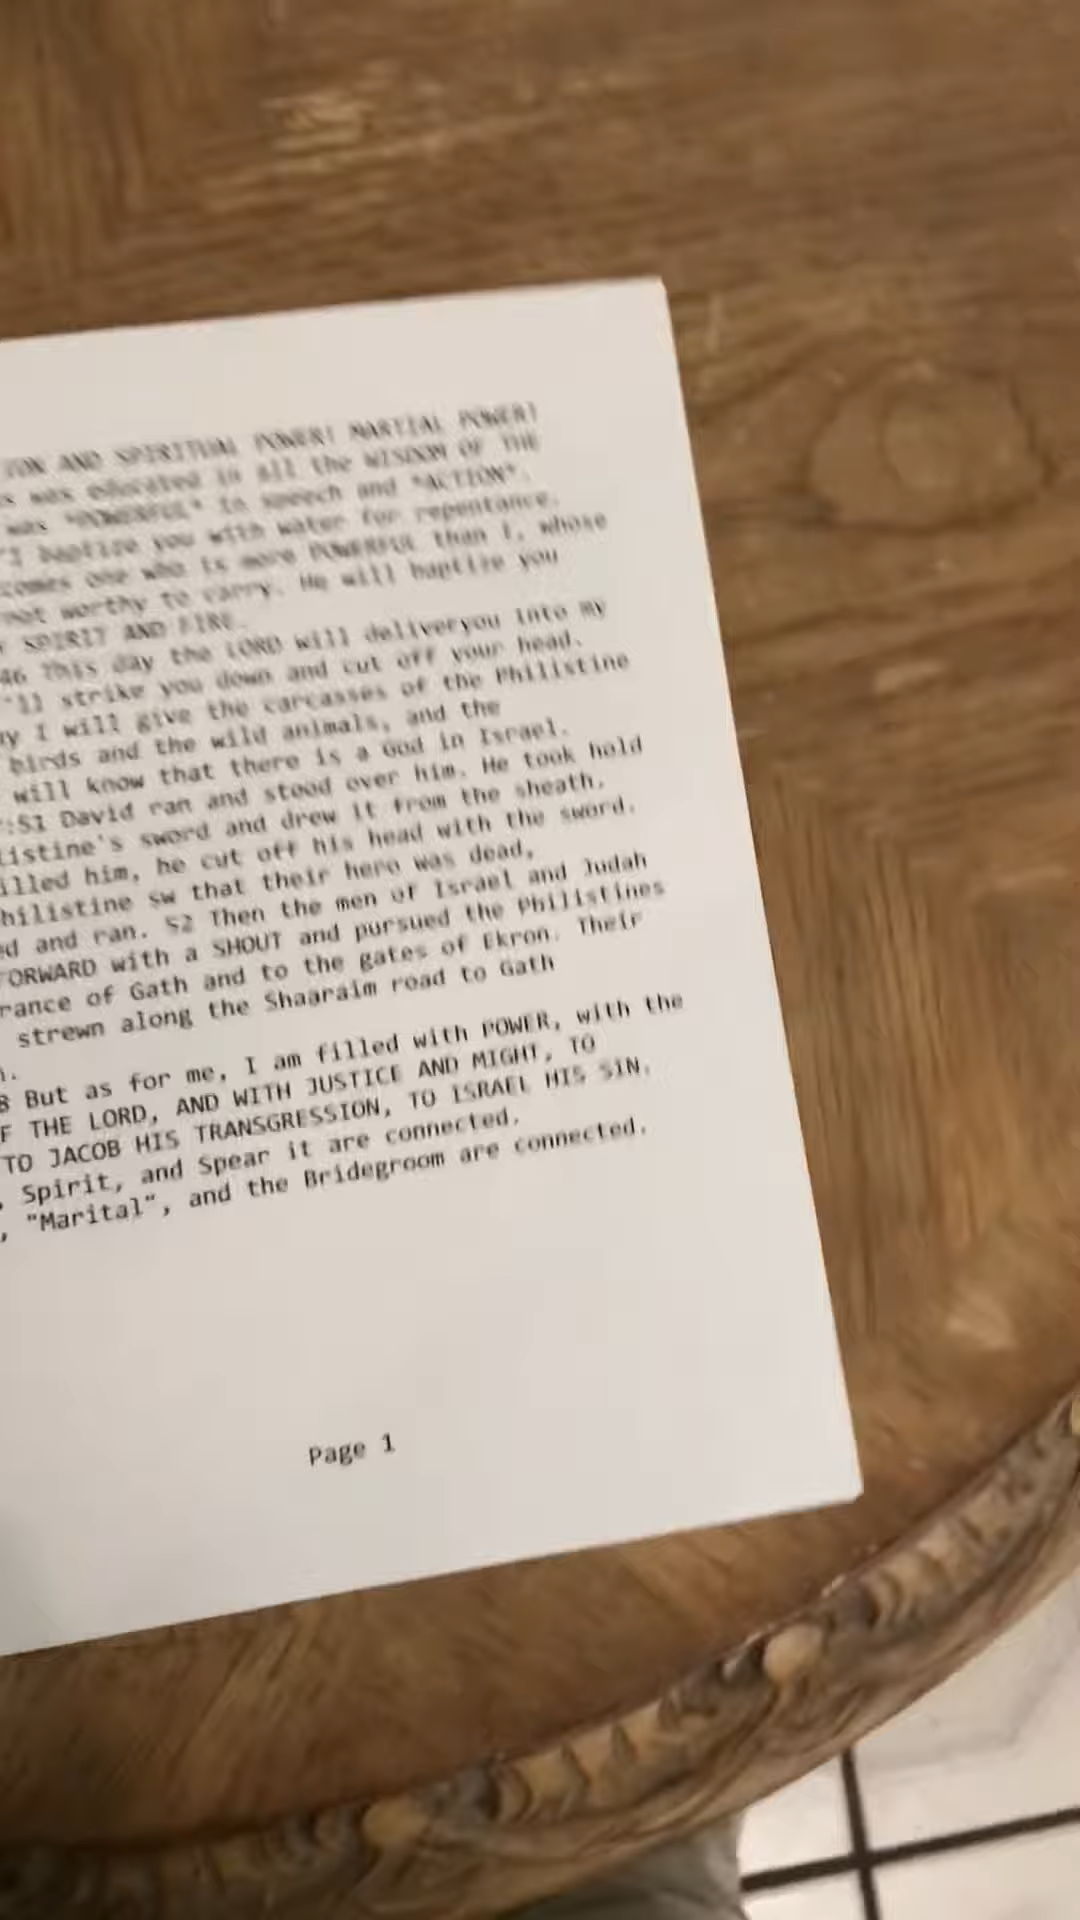 ION AND SPIRITUAL POWER! MARTIAL POWER!
s was educated in all the WISDOM OF THE
was *POWERFUL* in speech and *ACTION*.
"I baptize you with water for repentance.
comes one who is more POWERFUL than I, whose
not worthy to carry. He will baptize you
SPIRIT AND FIRE.
46 This day the LORD will deliveryou into my
'll strike you down and cut off your head.
ay I will give the carcasses of the Philistine
birds and the wild animals, and the
will know that there is a God in Israel.
:51 David ran and stood over him. He took hold
listine's sword and drew it from the sheath.
illed him, he cut off his head with the sword.
hilistine sw that their hero was dead,
ed and ran. 52 Then the men of Israel and Judah
FORWARD with a SHOUT and pursued the Philistines
rance of Gath and to the gates of Ekron. Their
strewn along the Shaaraim road to Gath
n.
8 But as for me, I am filled with POWER, with the
F THE LORD, AND WITH JUSTICE AND MIGHT, TO
TO JACOB HIS TRANSGRESSION, TO ISRAEL HIS SIN.
, Spirit, and Spear it are connected.
, "Marital", and the Bridegroom are connected.
Page 1